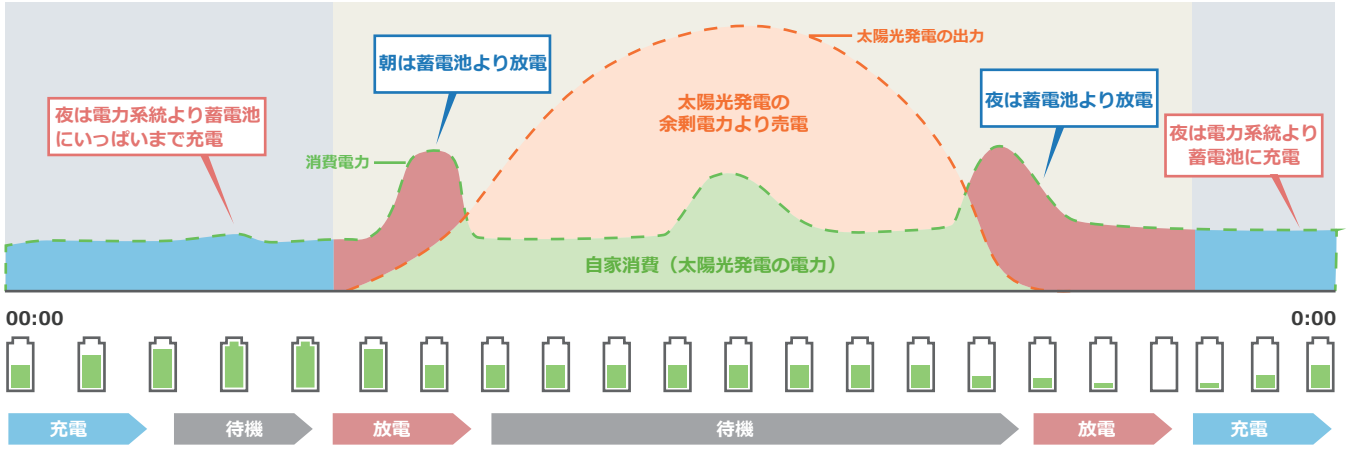 太陽光発電の出力
朝は蓄電池より放電
夜は蓄電池より放電
太陽光発電の
余剰電力より売電
夜は電力系統より蓄電池
にいっぱいまで充電
夜は電力系統より
蓄電池に充電
消費電力
自家消費（太陽光発電の電力）
00:00
0:00
充電
待機
放電
待機
放電
充電